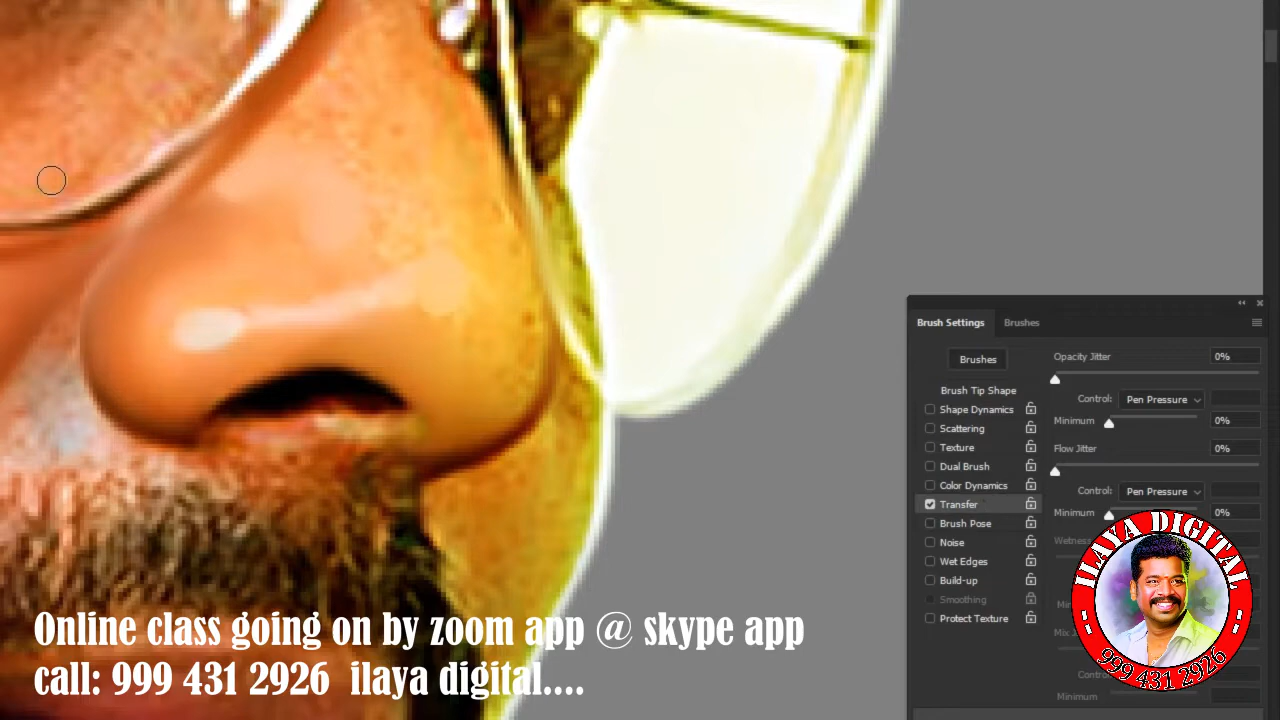 Brush Settings
Brushes
Brushes
Opacity Jitter
0%
Brush Tip Shape
Control:
Pen Pressure
Shape Dynamics
Minimum
0%
Scattering
Texture
Flow Jitter
0%
Dual Brush
Color Dynamics
Control:
Pen Pressure
Transfer
Minimum
0%
Brush Pose
Noise
Wetness
Wet Edges
Build-up
Smoothing
Protect Texture
Minimum
ILAYA DIGITAL
999 431 2926
Online class going on by zoom app @ skype app
call: 999 431 2926 ilaya digital....